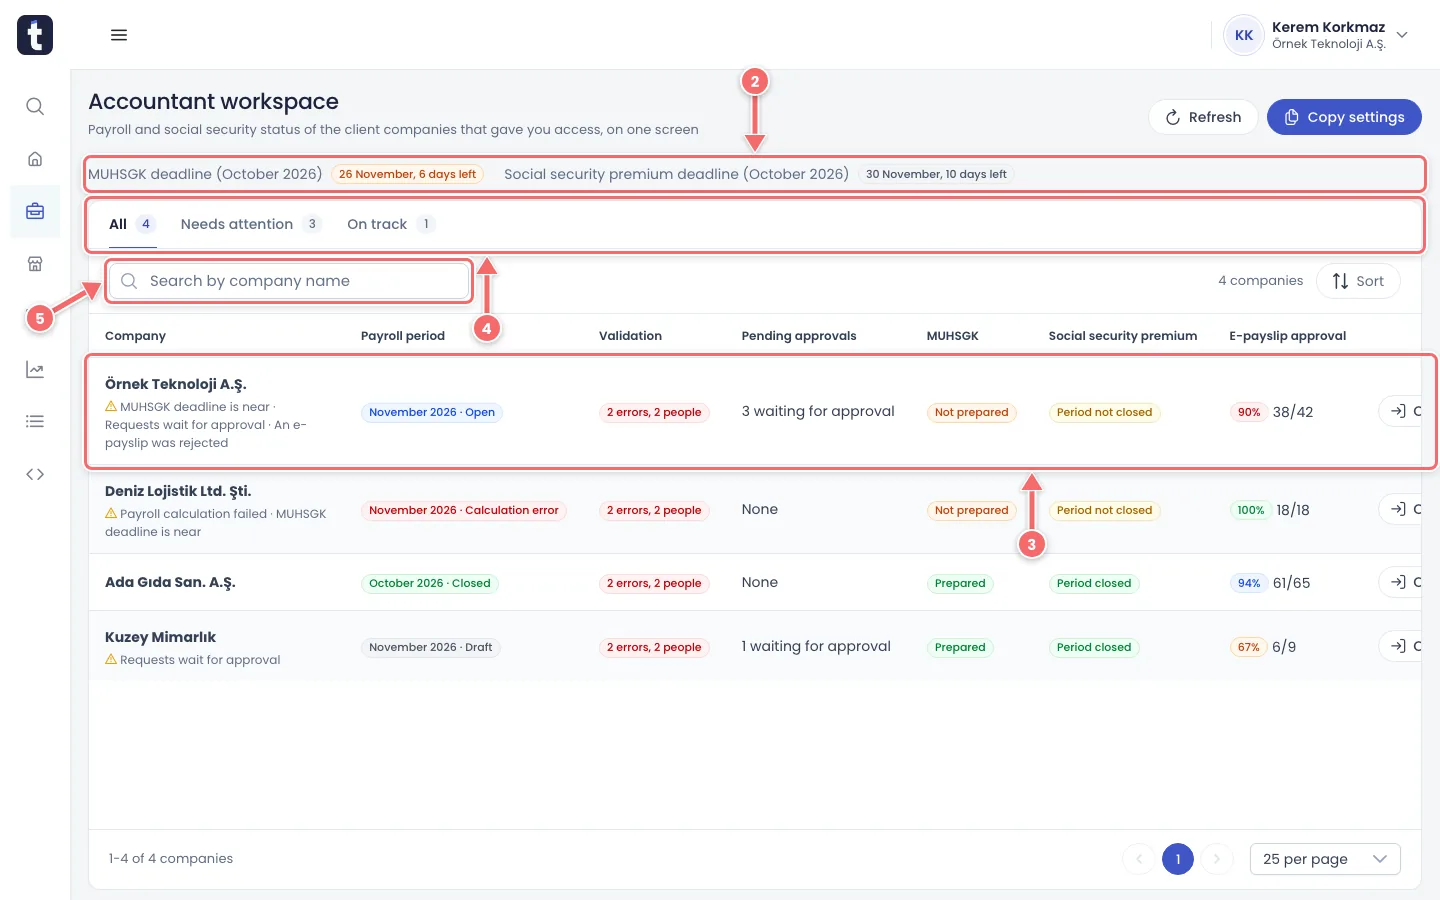 t
KK
Kerem Korkmaz
Örnek Teknoloji A.Ş.
2
Accountant workspace
Payroll and social security status of the client companies that gave you access, on one screen
Refresh
Copy settings
MUHSGK deadline (October 2026) 26 November, 6 days left Social security premium deadline (October 2026) 30 November, 10 days left
All 4 Needs attention 3 On track 1
Search by company name
4 companies
Sort
5
4
Company Payroll period Validation Pending approvals MUHSGK Social security premium E-payslip approval
Örnek Teknoloji A.Ş.
MUHSGK deadline is near ·
Requests wait for approval · An e-
payslip was rejected
November 2026 · Open 2 errors, 2 people 3 waiting for approval Not prepared Period not closed 90% 38/42
Deniz Lojistik Ltd. Şti.
Payroll calculation failed · MUHSGK
deadline is near
November 2026 · Calculation error 2 errors, 2 people None Not prepared Period not closed 100% 18/18
3
Ada Gıda San. A.Ş. October 2026 · Closed 2 errors, 2 people None Prepared Period closed 94% 61/65
Kuzey Mimarlık
Requests wait for approval
November 2026 · Draft 2 errors, 2 people 1 waiting for approval Prepared Period closed 67% 6/9
1-4 of 4 companies
1
25 per page